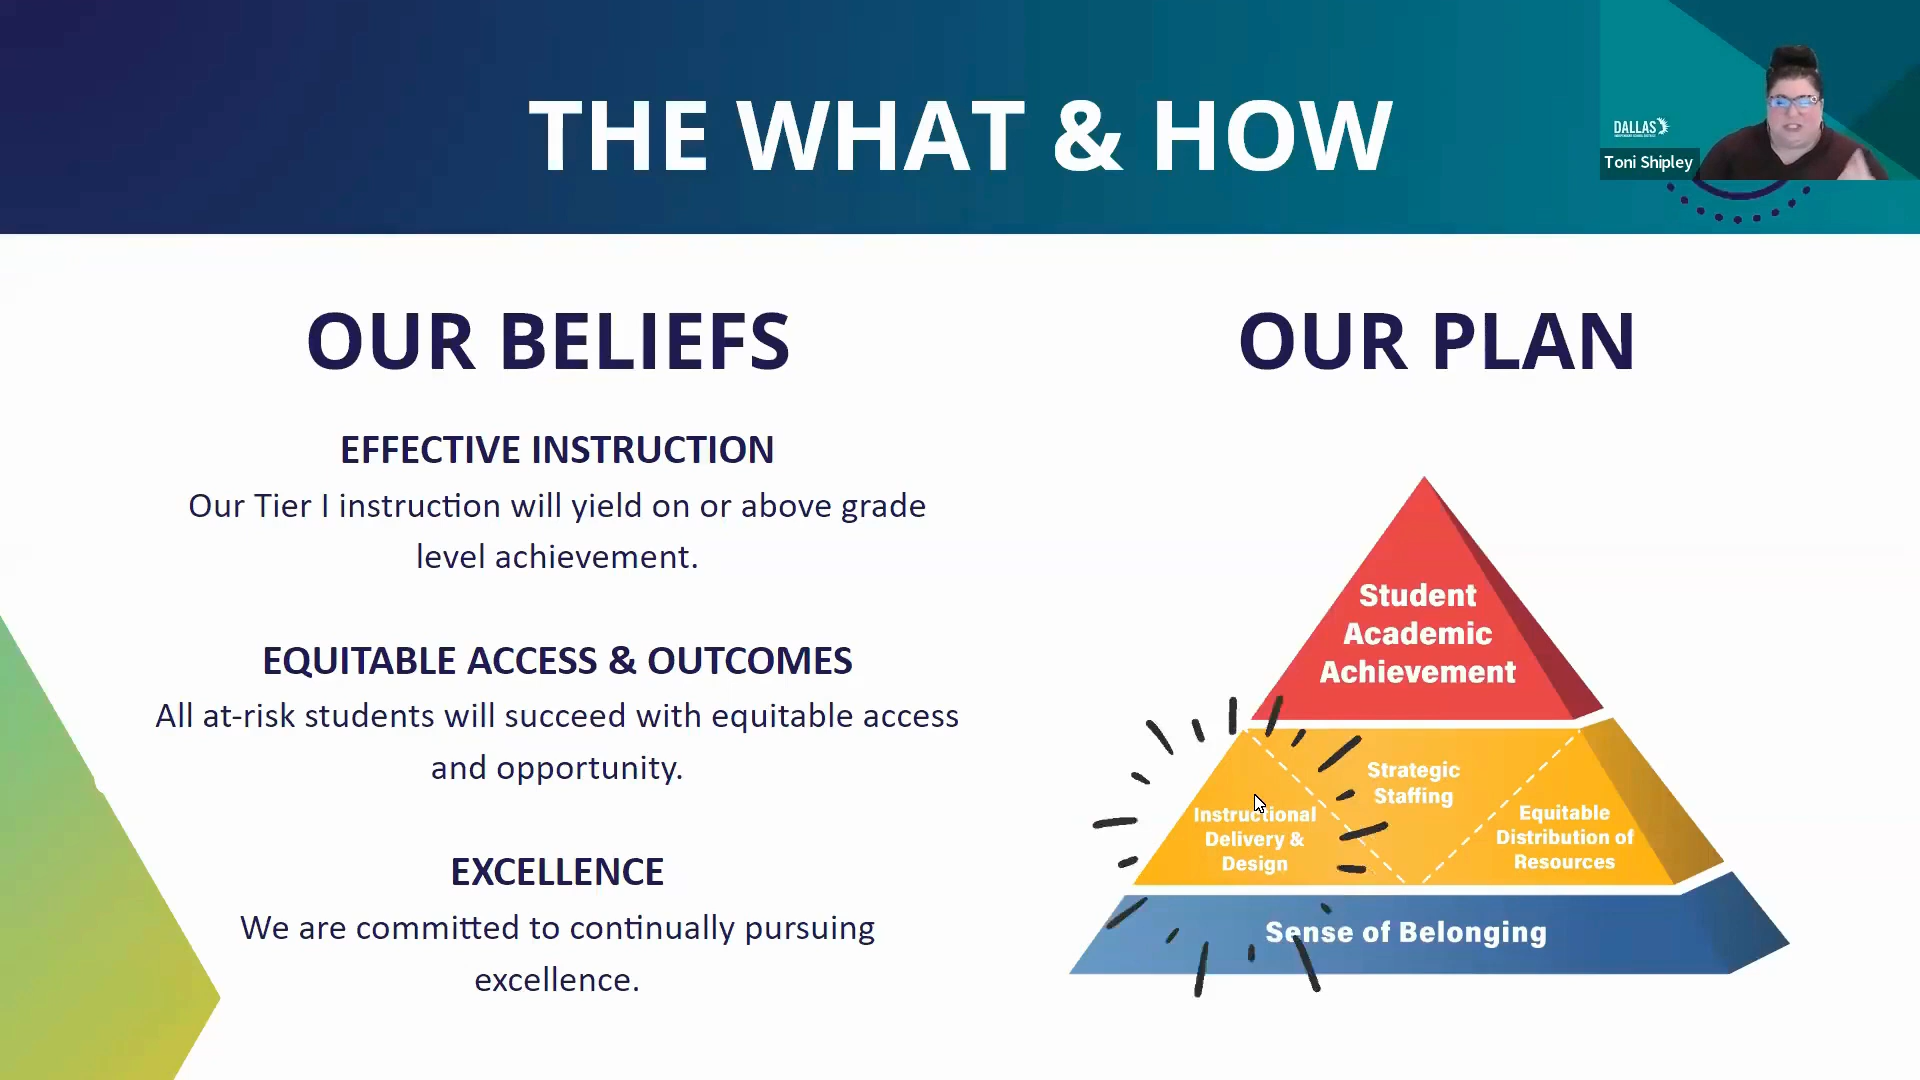 THE WHAT & HOW
DALLAS
Toni Shipley
OUR BELIEFS
EFFECTIVE INSTRUCTION
Our Tier I instruction will yield on or above grade
level achievement.
EQUITABLE ACCESS & OUTCOMES
All at-risk students will succeed with equitable access
and opportunity.
EXCELLENCE
We are committed to continually pursuing
excellence.
OUR PLAN
Student
Academic
Achievement
Strategic
Staffing
Instructional
Delivery &
Design
Equitable
Distribution of
Resources
Sense of Belonging